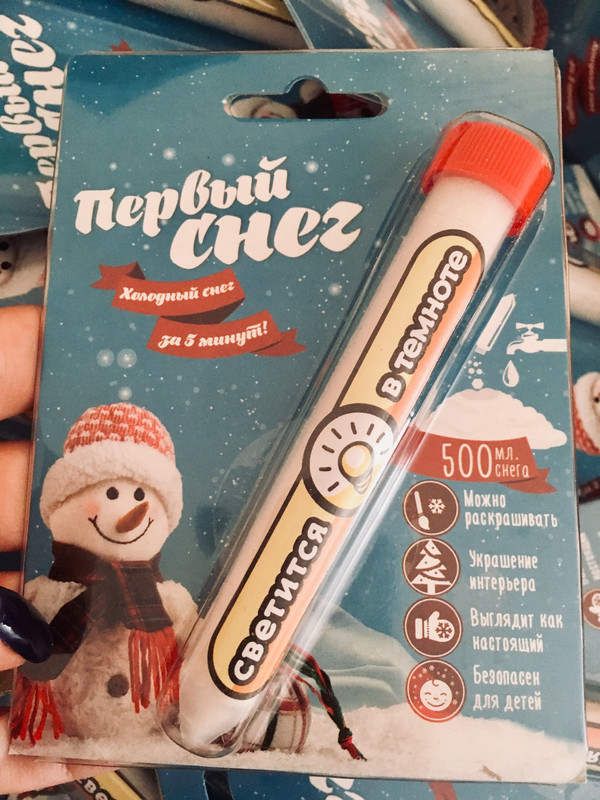 Первый
снег
Холодный снег
за 5 минут!
светится
в темноте
500 мл.
снега
Можно
раскрашивать
Украшение
интерьера
Выглядит как
настоящий
Безопасен
для детей